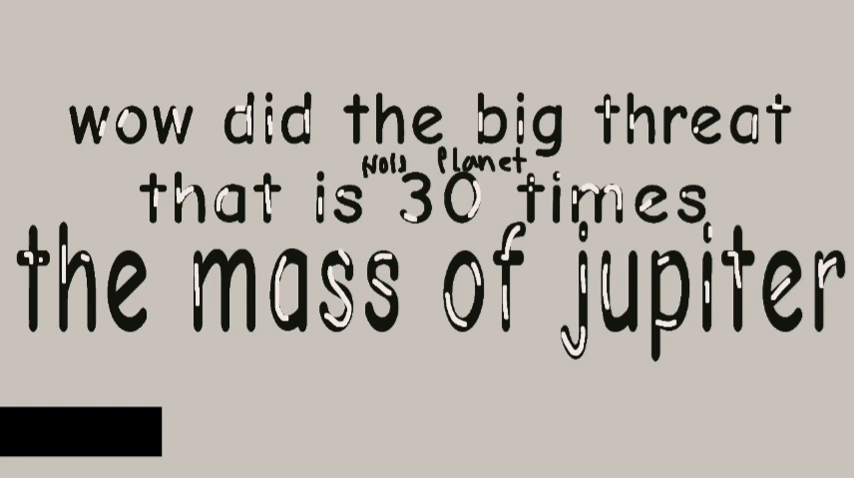 wow did the big threat
Planet
that is 30 times
the mass of jupiter